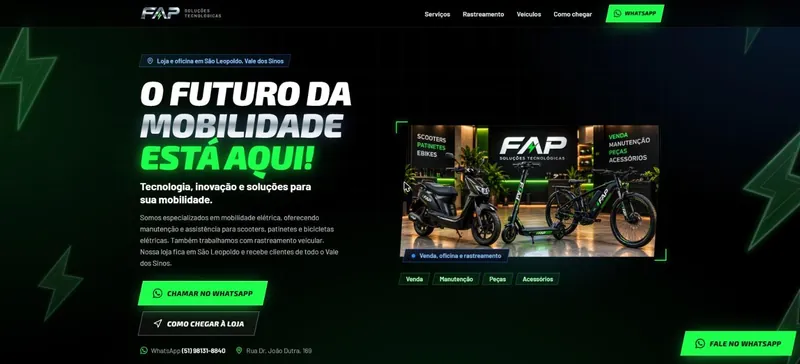 FAP SOLUÇÕES
TECNOLÓGICAS
Serviços Rastreamento Veículos Como chegar WHATSAPP
Loja e oficina em São Leopoldo, Vale dos Sinos
O FUTURO DA
MOBILIDADE
ESTÁ AQUI!
Tecnologia, inovação e soluções para
sua mobilidade.
Somos especializados em mobilidade elétrica, oferecendo
manutenção e assistência para scooters, patinetes e bicicletas
elétricas. Também trabalhamos com rastreamento veicular.
Nossa loja fica em São Leopoldo e recebe clientes de todo o Vale
dos Sinos.
CHAMAR NO WHATSAPP
COMO CHEGAR À LOJA
WhatsApp (51) 98131-8840 Rua Dr. João Dutra, 169
SCOOTERS
PATINETES
EBIKES
FAP
SOLUÇÕES TECNOLÓGICAS
VENDA
MANUTENÇÃO
PEÇAS
ACESSÓRIOS
Venda, oficina e rastreamento
Venda Manutenção Peças Acessórios
FALE NO WHATSAPP